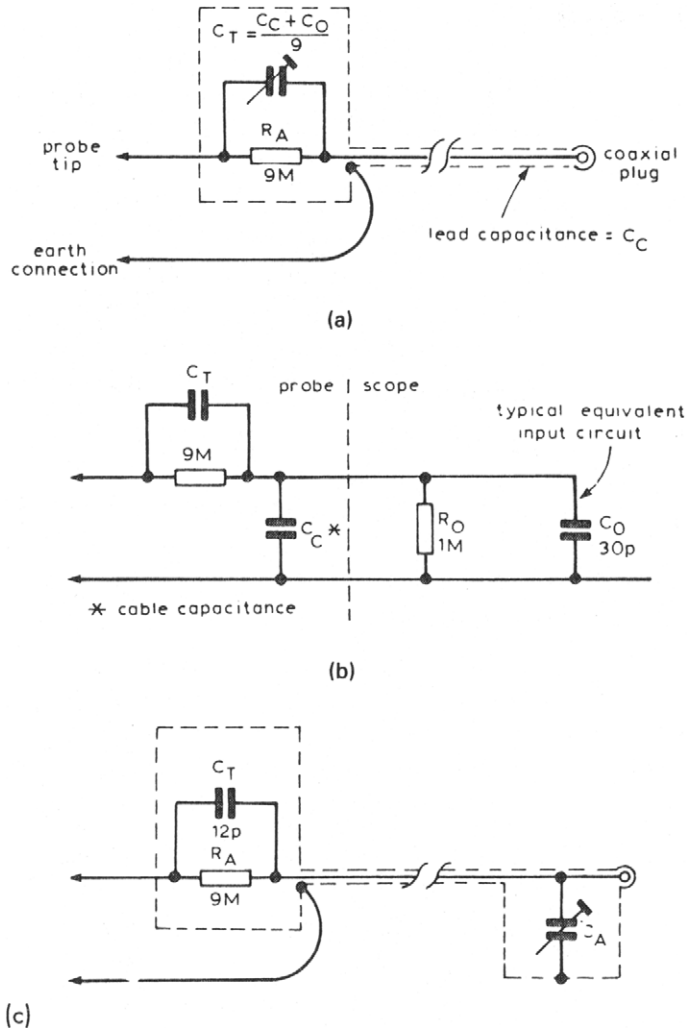 C_T = (C_C + C_O)/9
R_A
9M
probe
tip
coaxial
plug
lead capacitance = C_C
earth
connection
(a)
C_T
probe
scope
typical equivalent
input circuit
9M
C_C *
R_O
1M
C_O
30p
* cable capacitance
(b)
C_T
12p
R_A
9M
(c)